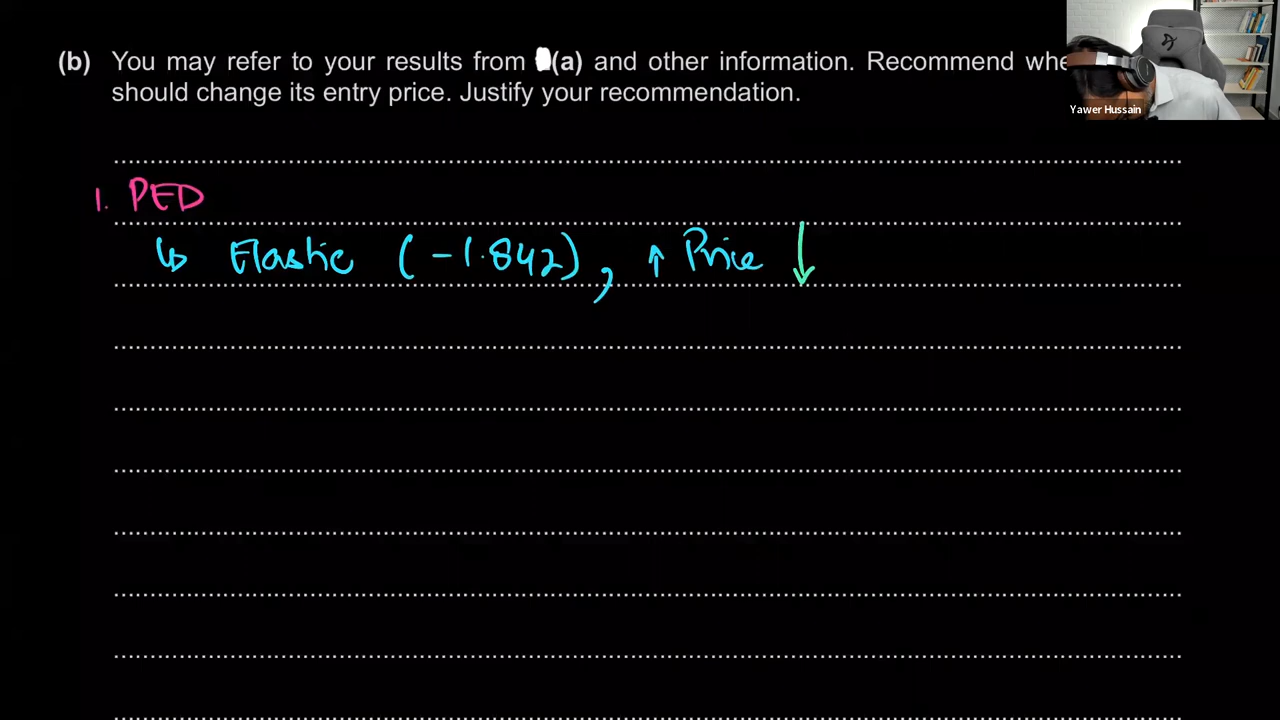 (b) You may refer to your results from (a) and other information. Recommend
should change its entry price. Justify your recommendation.
Yawer Hussain
1. PED
↳ Elastic (-1.842), ↑ Price ↓